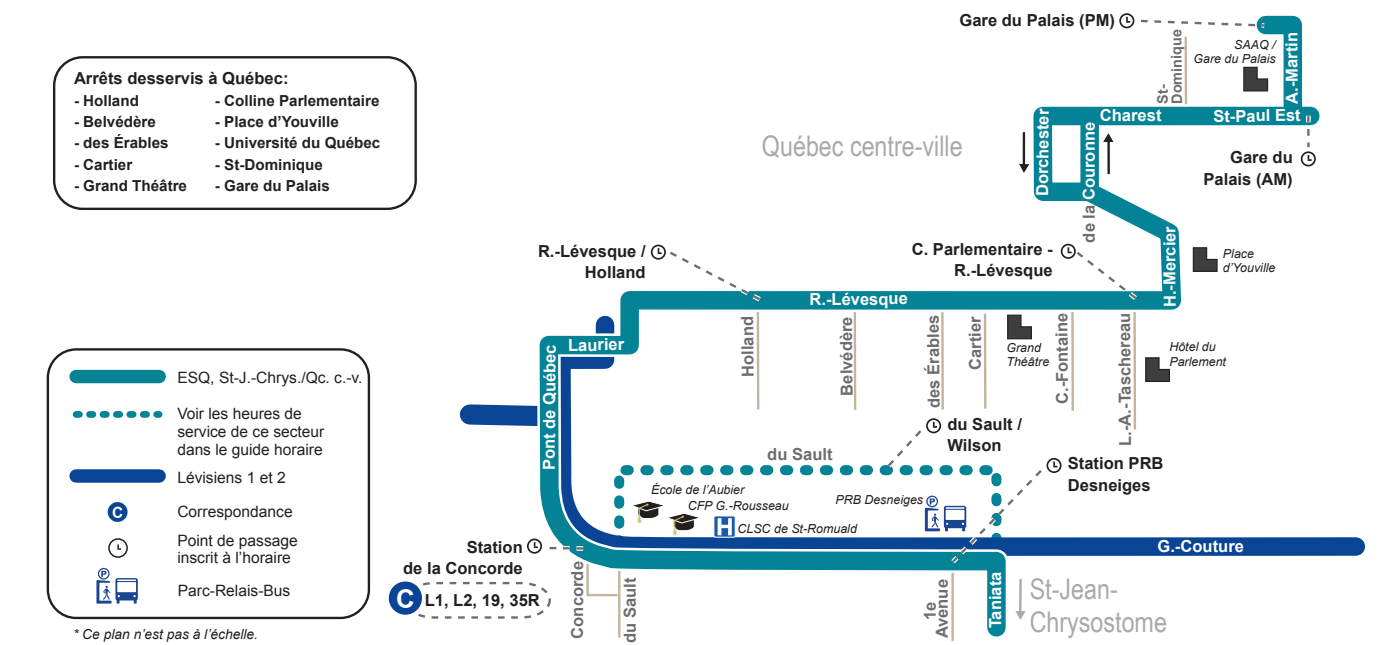 Gare du Palais (PM)
SAAQ /
Gare du Palais
St-
Dominique
A.-Martin
Arrêts desservis à Québec:
- Holland
- Colline Parlementaire
- Belvédère
- Place d'Youville
- des Érables
- Université du Québec
- Cartier
- St-Dominique
- Grand Théâtre
- Gare du Palais
Charest
St-Paul Est
Québec centre-ville
Dorchester
de la Couronne
Gare du
Palais (AM)
R.-Lévesque /
Holland
C. Parlementaire -
R.-Lévesque
H.-Mercier
Place
d'Youville
R.-Lévesque
Laurier
Pont de Québec
Holland
Belvédère
des Érables
Cartier
Grand
Théâtre
C.-Fontaine
L.-A.-Taschereau
Hôtel du
Parlement
ESQ, St-J.-Chrys./Qc. c.-v.
Voir les heures de
service de ce secteur
dans le guide horaire
Lévisiens 1 et 2
C
Correspondance
Point de passage
inscrit à l'horaire
P
Parc-Relais-Bus
* Ce plan n'est pas à l'échelle.
du Sault /
Wilson
du Sault
Station PRB
Desneiges
École de l'Aubier
CFP G.-Rousseau
H
CLSC de St-Romuald
PRB Desneiges
P
G.-Couture
Station
de la Concorde
C
L1, L2, 19, 35R
Concorde
du Sault
1e
Avenue
Taniata
St-Jean-
Chrysostome